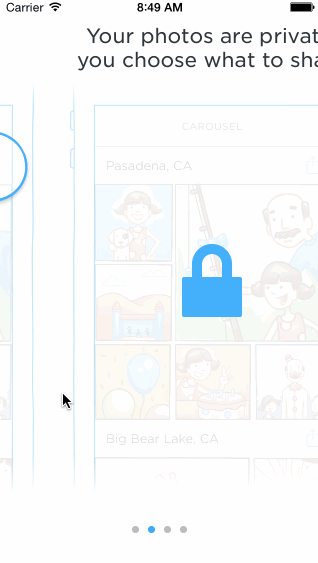 Carrier 8:49 AM
Your photos are privat
you choose what to sha
CAROUSEL
Pasadena, CA
Big Bear Lake, CA